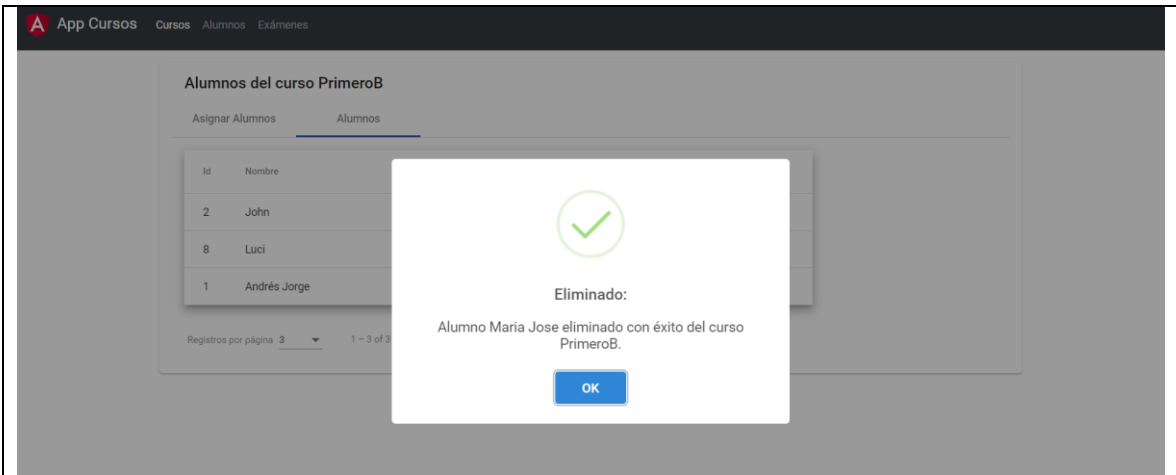 App Cursos Cursos Alumnos Exámenes
Alumnos del curso PrimeroB
Asignar Alumnos Alumnos
Id Nombre
2 John
8 Luci
1 Andrés Jorge
Registros por página 3 1 – 3 of 3
Eliminado:
Alumno Maria Jose eliminado con éxito del curso
PrimeroB.
OK